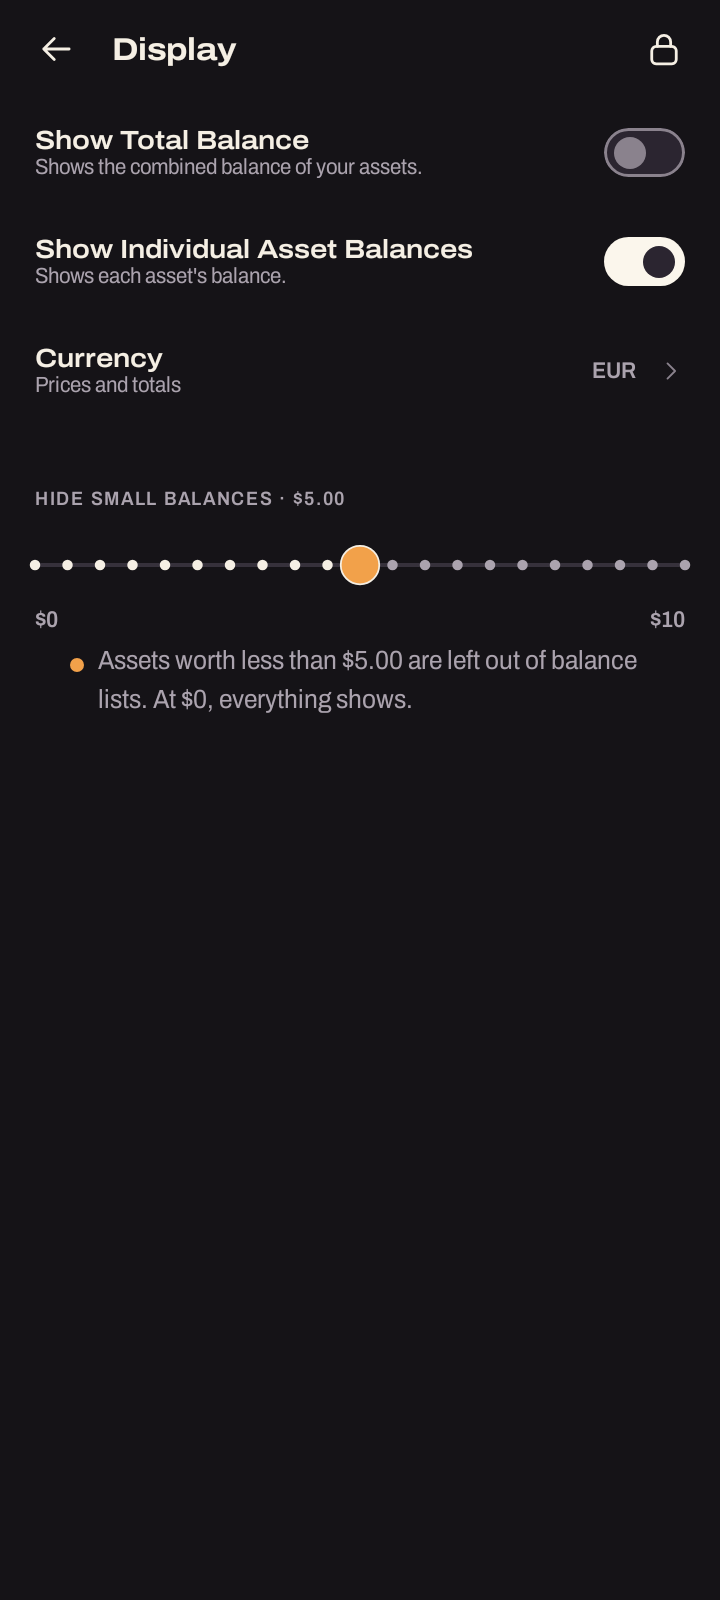 Display
Show Total Balance
Shows the combined balance of your assets.
Show Individual Asset Balances
Shows each asset's balance.
Currency
Prices and totals
EUR
HIDE SMALL BALANCES · $5.00
$0
$10
Assets worth less than $5.00 are left out of balance
lists. At $0, everything shows.